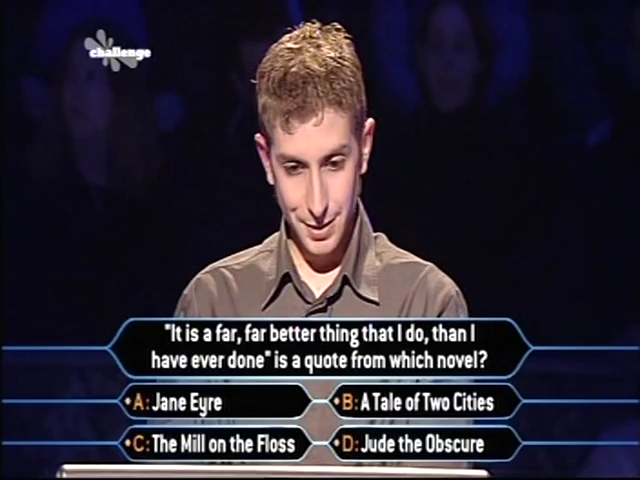 challenge
"It is a far, far better thing that I do, than I
have ever done" is a quote from which novel?
A: Jane Eyre
B: A Tale of Two Cities
C: The Mill on the Floss
D: Jude the Obscure